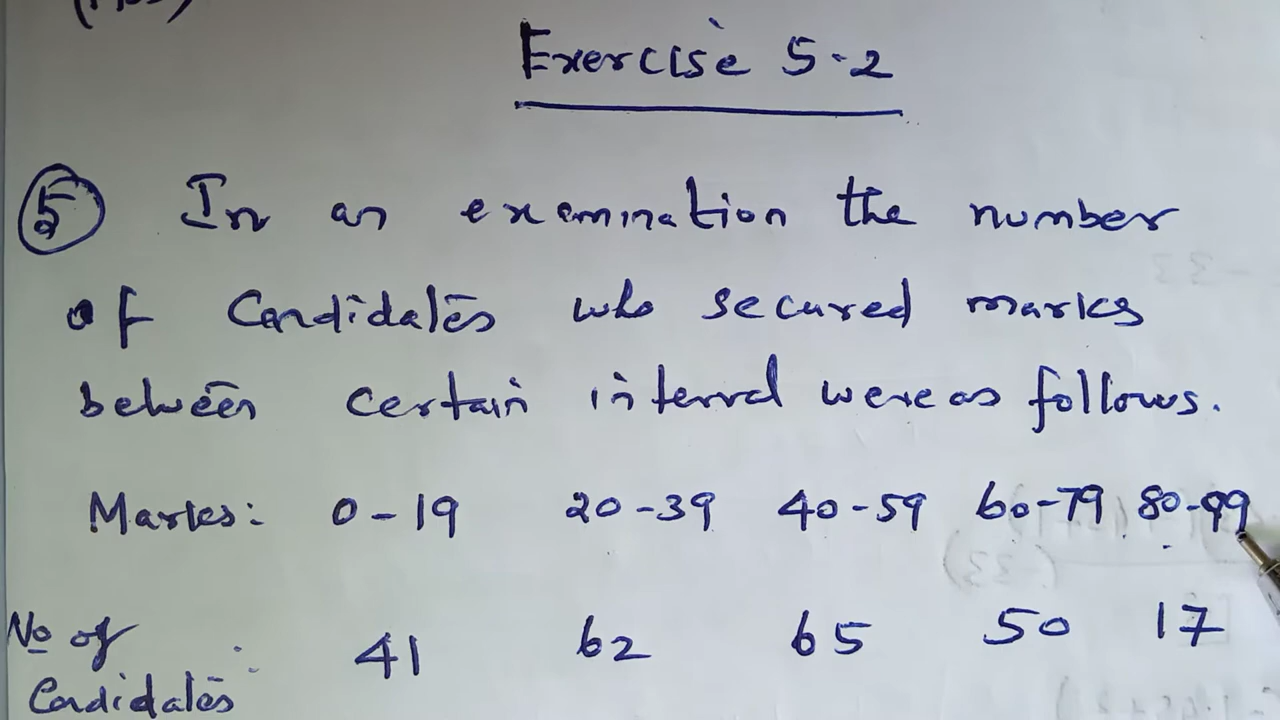 Exercise 5.2
5 In an examination the number
of Candidates who secured marks
between certain interval were as follows.
Marks: 0-19 20-39 40-59 60-79 80-99
No of Candidates : 41 62 65 50 17